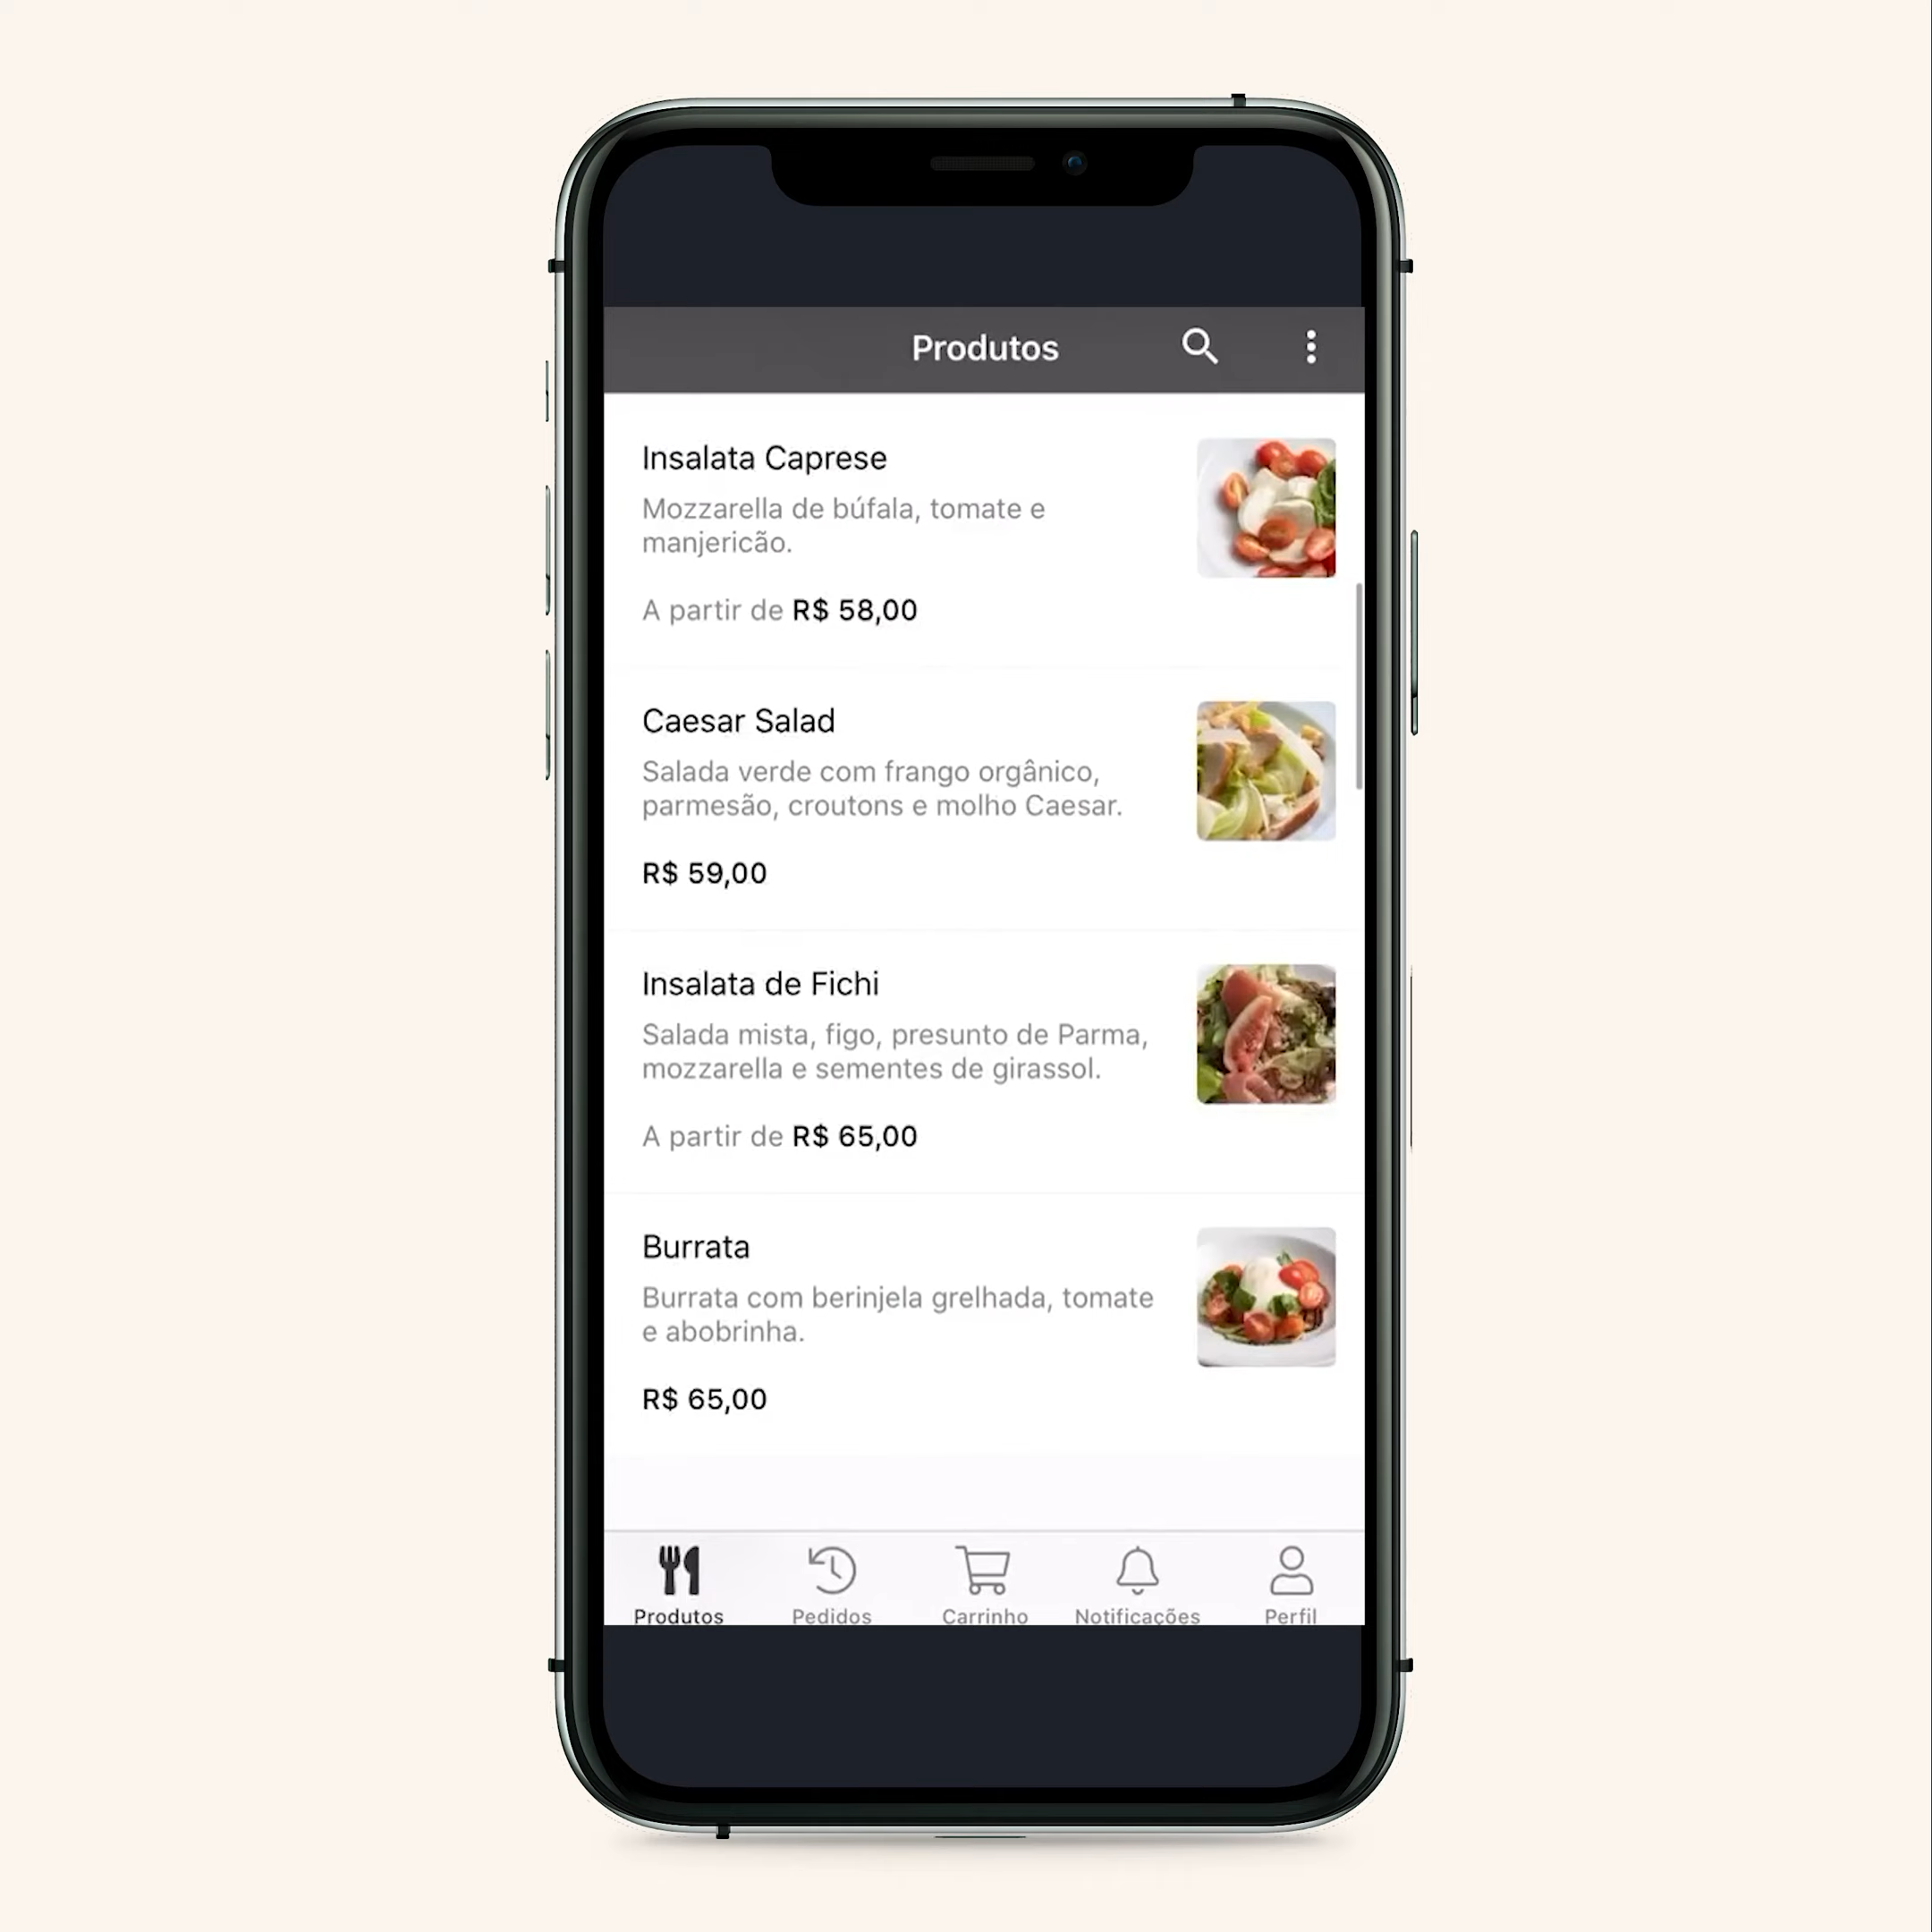 Produtos
Insalata Caprese
Mozzarella de búfala, tomate e
manjericão.
A partir de R$ 58,00
Caesar Salad
Salada verde com frango orgânico,
parmesão, croutons e molho Caesar.
R$ 59,00
Insalata de Fichi
Salada mista, figo, presunto de Parma,
mozzarella e sementes de girassol.
A partir de R$ 65,00
Burrata
Burrata com berinjela grelhada, tomate
e abobrinha.
R$ 65,00
Produtos Pedidos Carrinho Notificações Perfil